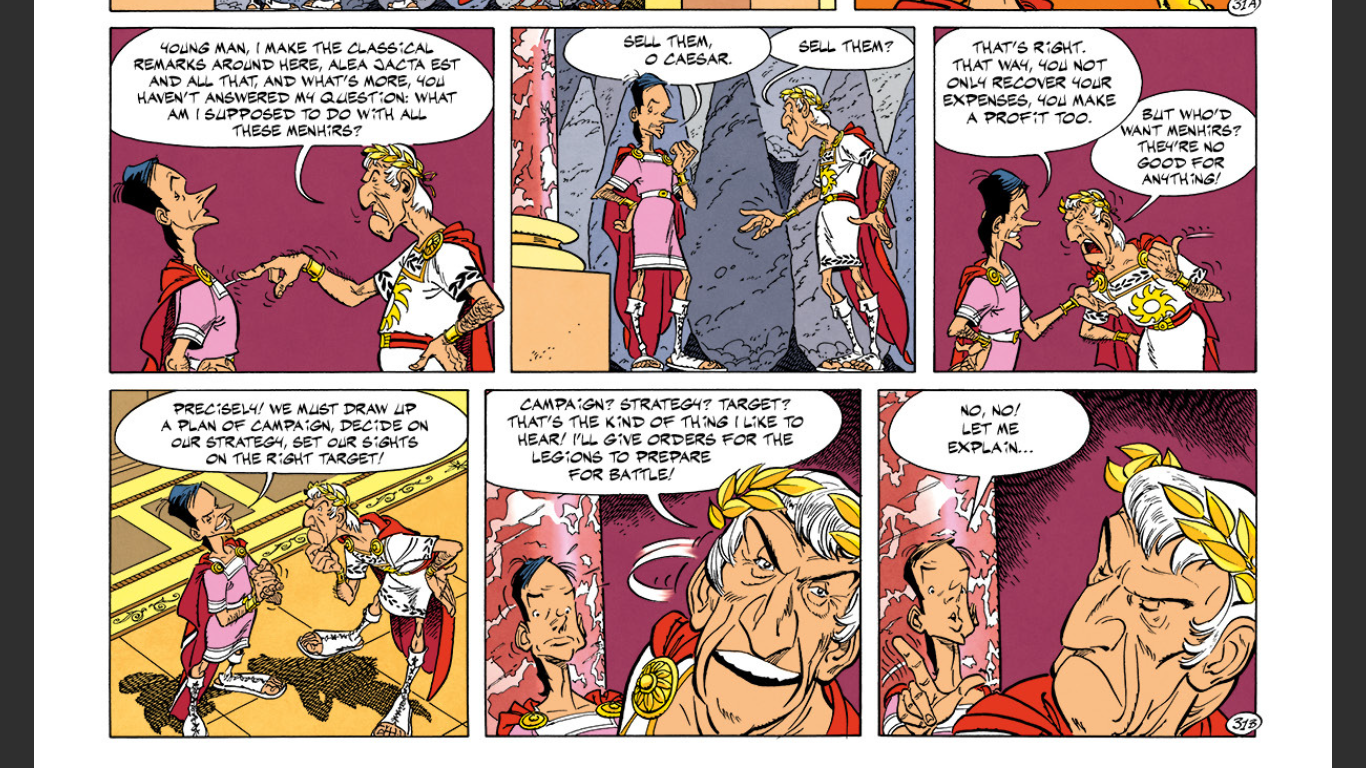 31A
YOUNG MAN, I MAKE THE CLASSICAL
REMARKS AROUND HERE, ALEA JACTA EST
AND ALL THAT, AND WHAT'S MORE, YOU
HAVEN'T ANSWERED MY QUESTION: WHAT
AM I SUPPOSED TO DO WITH ALL
THESE MENHIRS?
SELL THEM,
O CAESAR.
SELL THEM?
THAT'S RIGHT.
THAT WAY, YOU NOT
ONLY RECOVER YOUR
EXPENSES, YOU MAKE
A PROFIT TOO.
BUT WHO'D
WANT MENHIRS?
THEY'RE NO
GOOD FOR
ANYTHING!
PRECISELY! WE MUST DRAW UP
A PLAN OF CAMPAIGN, DECIDE ON
OUR STRATEGY, SET OUR SIGHTS
ON THE RIGHT TARGET!
CAMPAIGN? STRATEGY? TARGET?
THAT'S THE KIND OF THING I LIKE TO
HEAR! I'LL GIVE ORDERS FOR THE
LEGIONS TO PREPARE
FOR BATTLE!
NO, NO!
LET ME
EXPLAIN...
31B